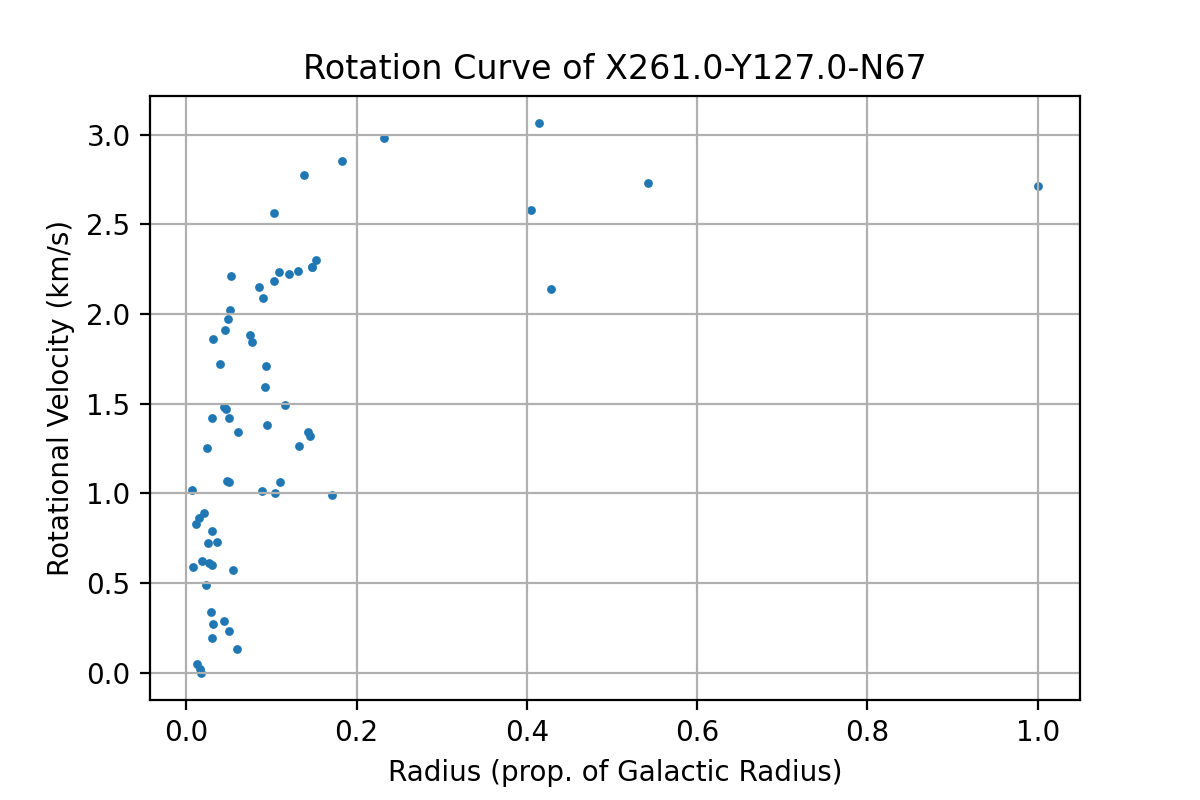 Rotation Curve of X261.0-Y127.0-N67
3.0
2.5
2.0
1.5
1.0
0.5
0.0
Rotational Velocity (km/s)
0.0 0.2 0.4 0.6 0.8 1.0
Radius (prop. of Galactic Radius)